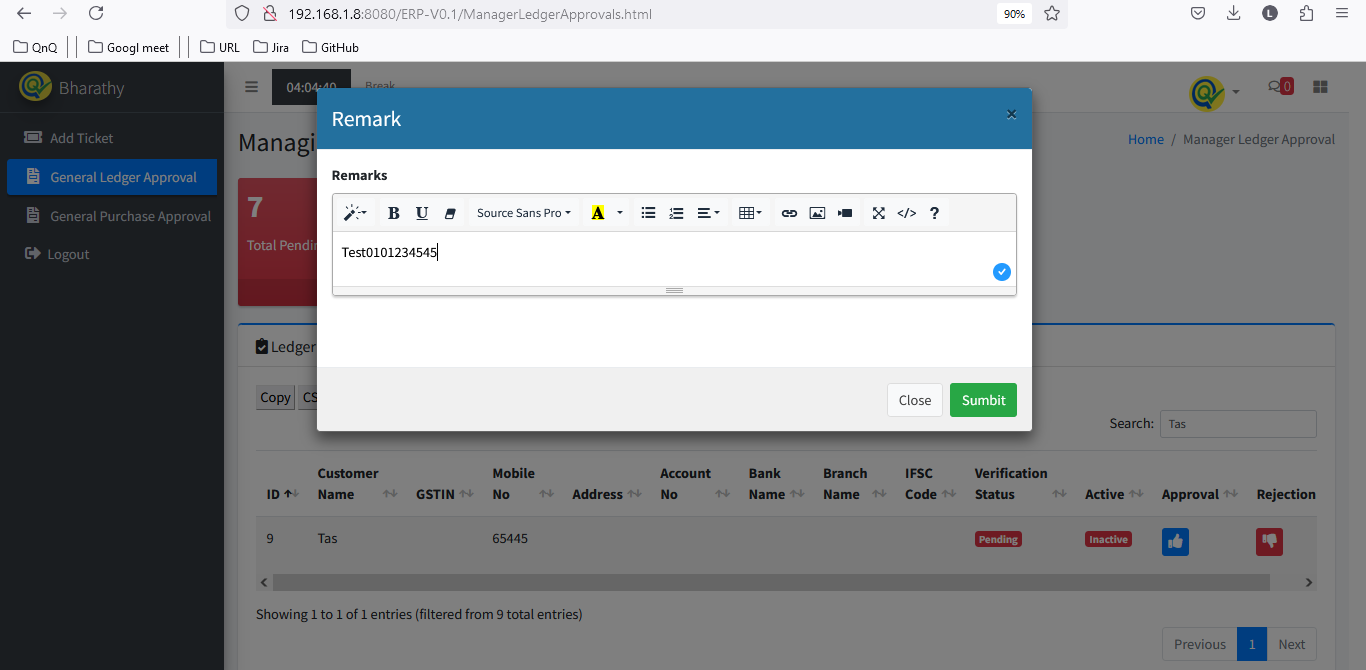 192.168.1.8:8080/ERP-V0.1/ManagerLedgerApprovals.html
90%
L
QnQ
Googl meet
URL
Jira
GitHub
Bharathy
04:04:40
Break
0
Add Ticket
General Ledger Approval
General Purchase Approval
Logout
Managi
Home / Manager Ledger Approval
7
Total Pendin
Remark
×
Remarks
B U Source Sans Pro A </> ?
Test0101234545
Close
Sumbit
Ledger
Copy
CS
Search: Tas
ID Customer Name GSTIN Mobile No Address Account No Bank Name Branch Name IFSC Code Verification Status Active Approval Rejection
9 Tas 65445 Pending Inactive
Showing 1 to 1 of 1 entries (filtered from 9 total entries)
Previous 1 Next